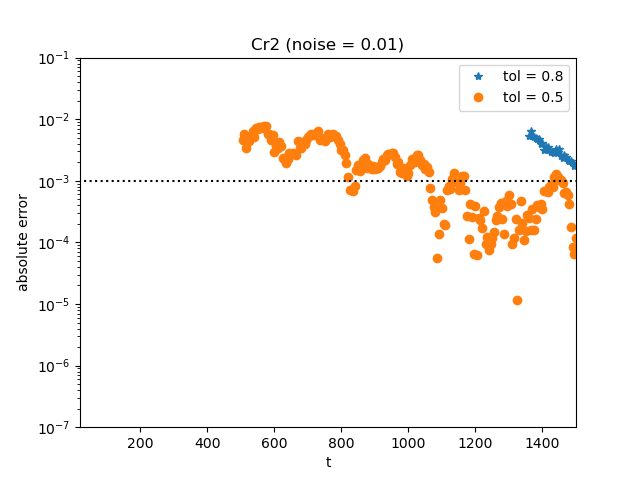 Cr2 (noise = 0.01)
tol = 0.8
tol = 0.5
absolute error
10⁻¹
10⁻²
10⁻³
10⁻⁴
10⁻⁵
10⁻⁶
10⁻⁷
200 400 600 800 1000 1200 1400
t